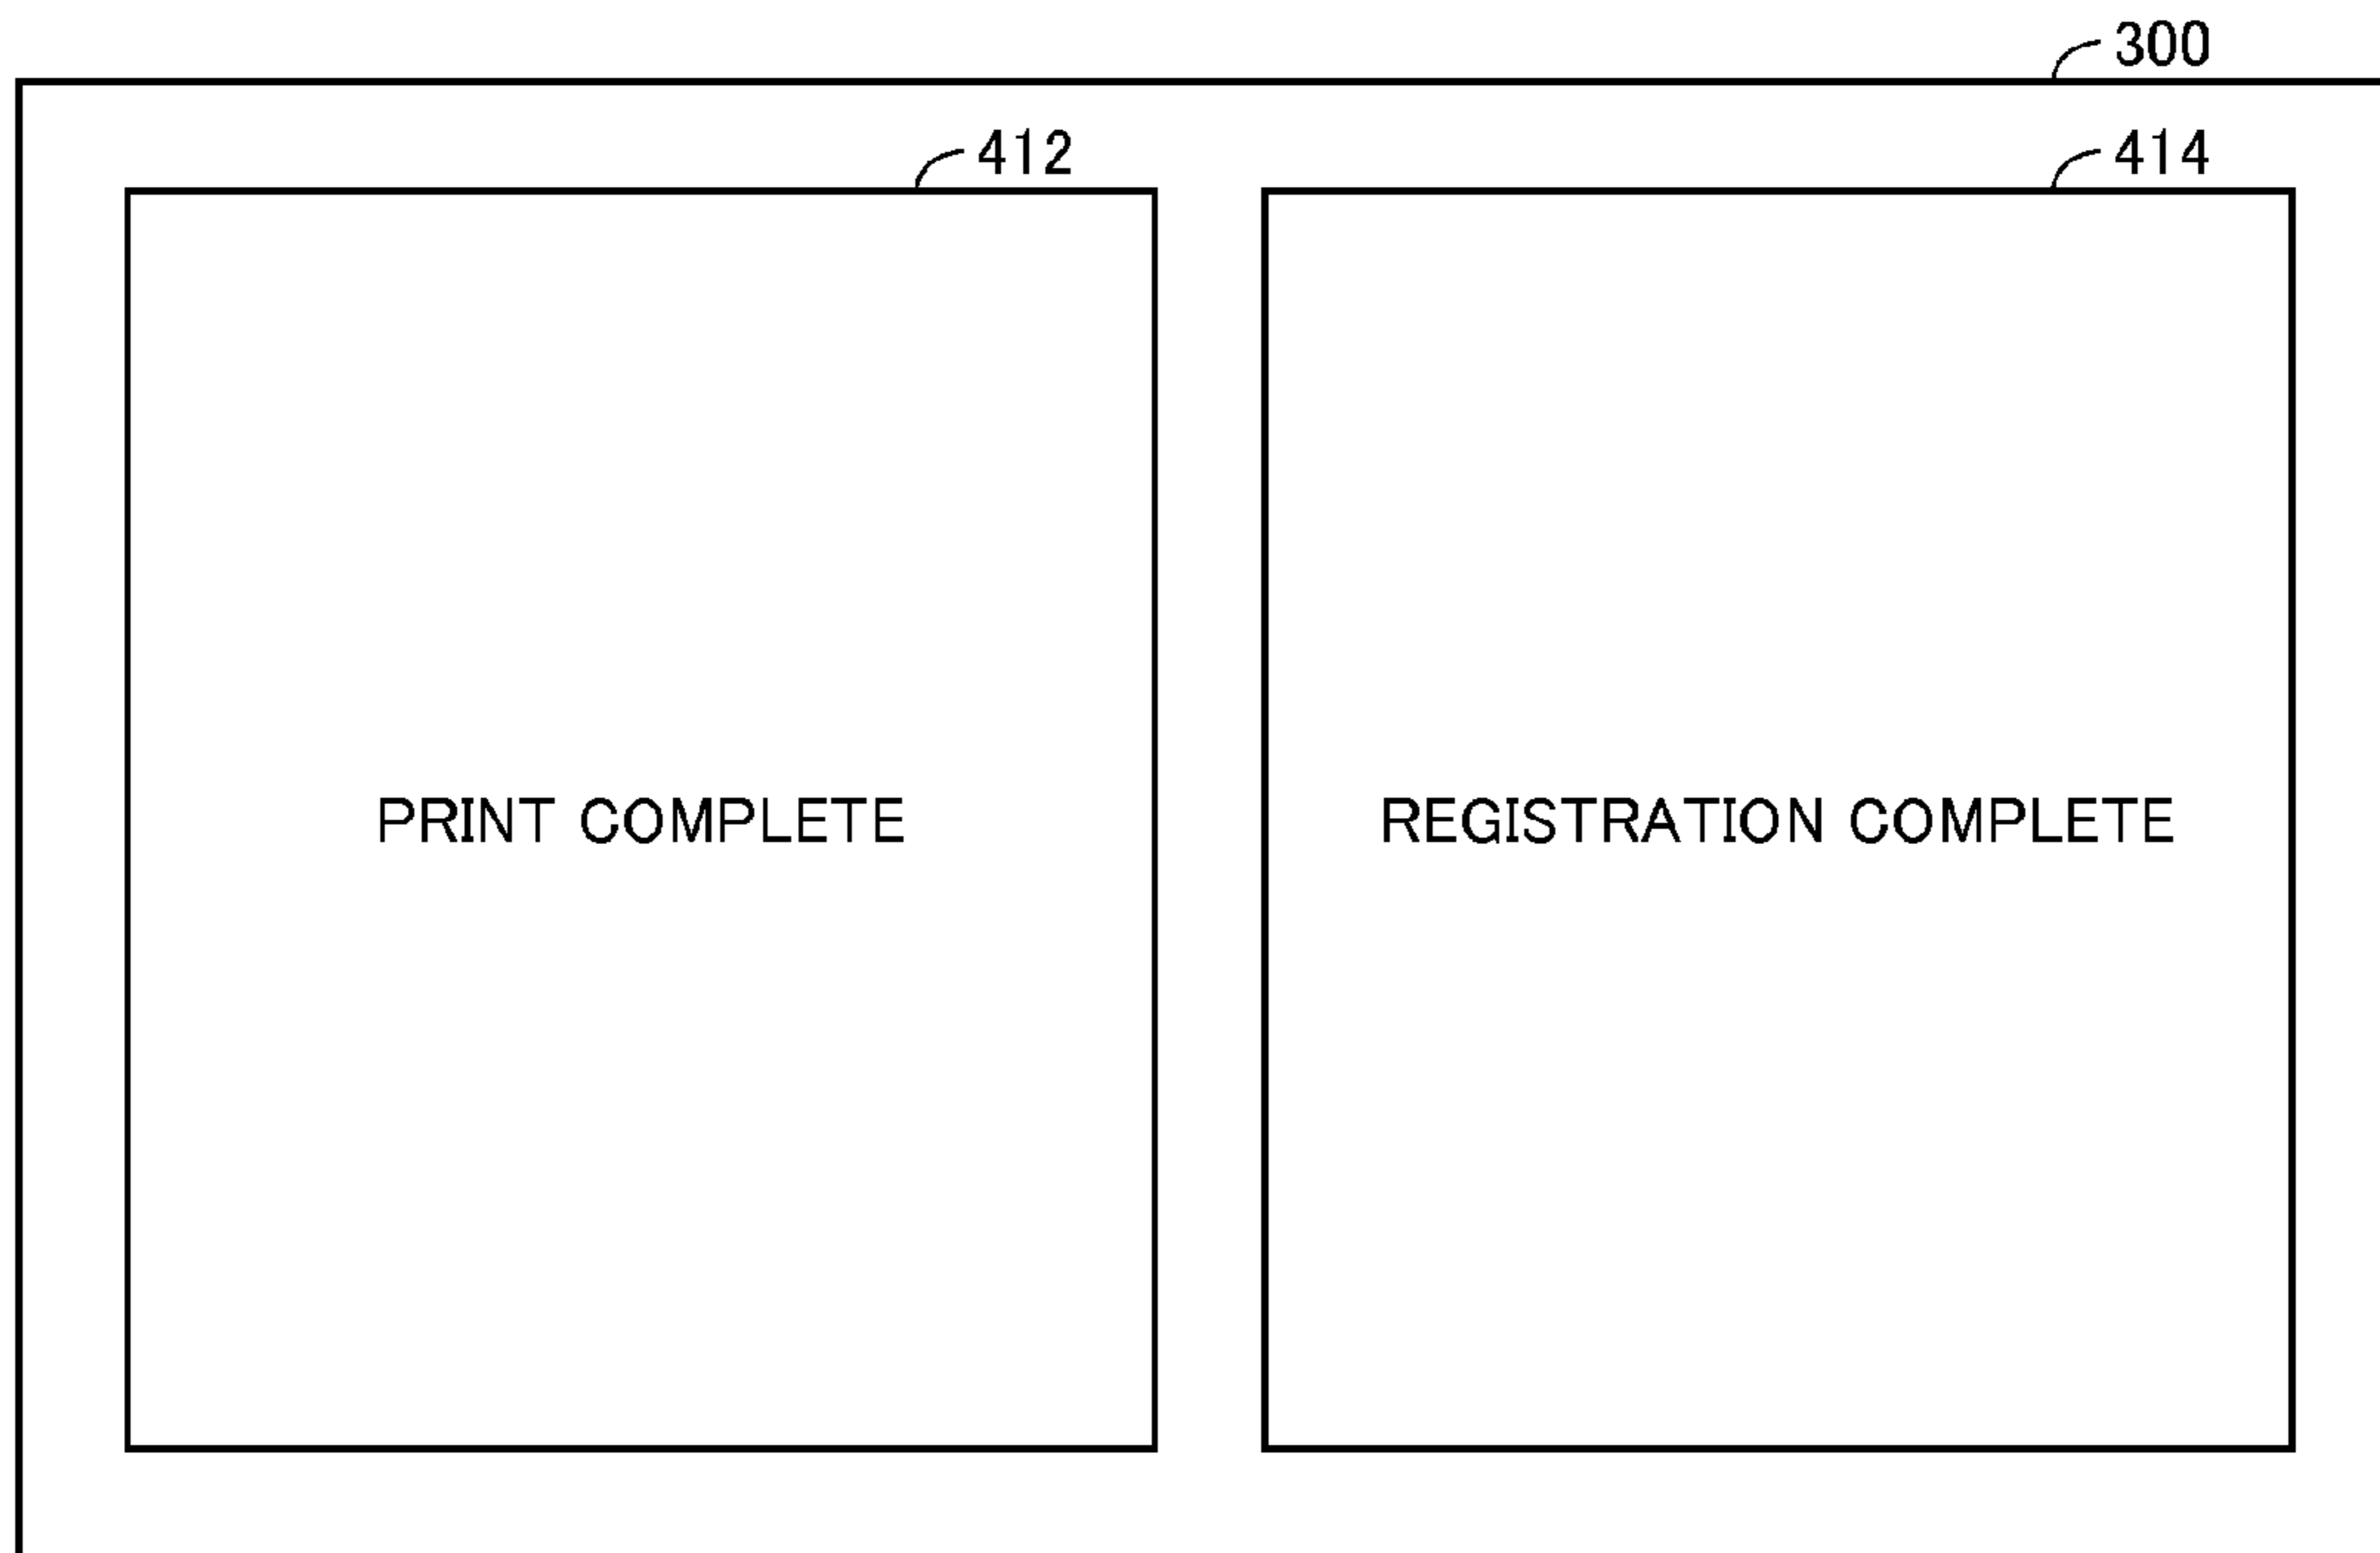 300
412
414
PRINT COMPLETE
REGISTRATION COMPLETE